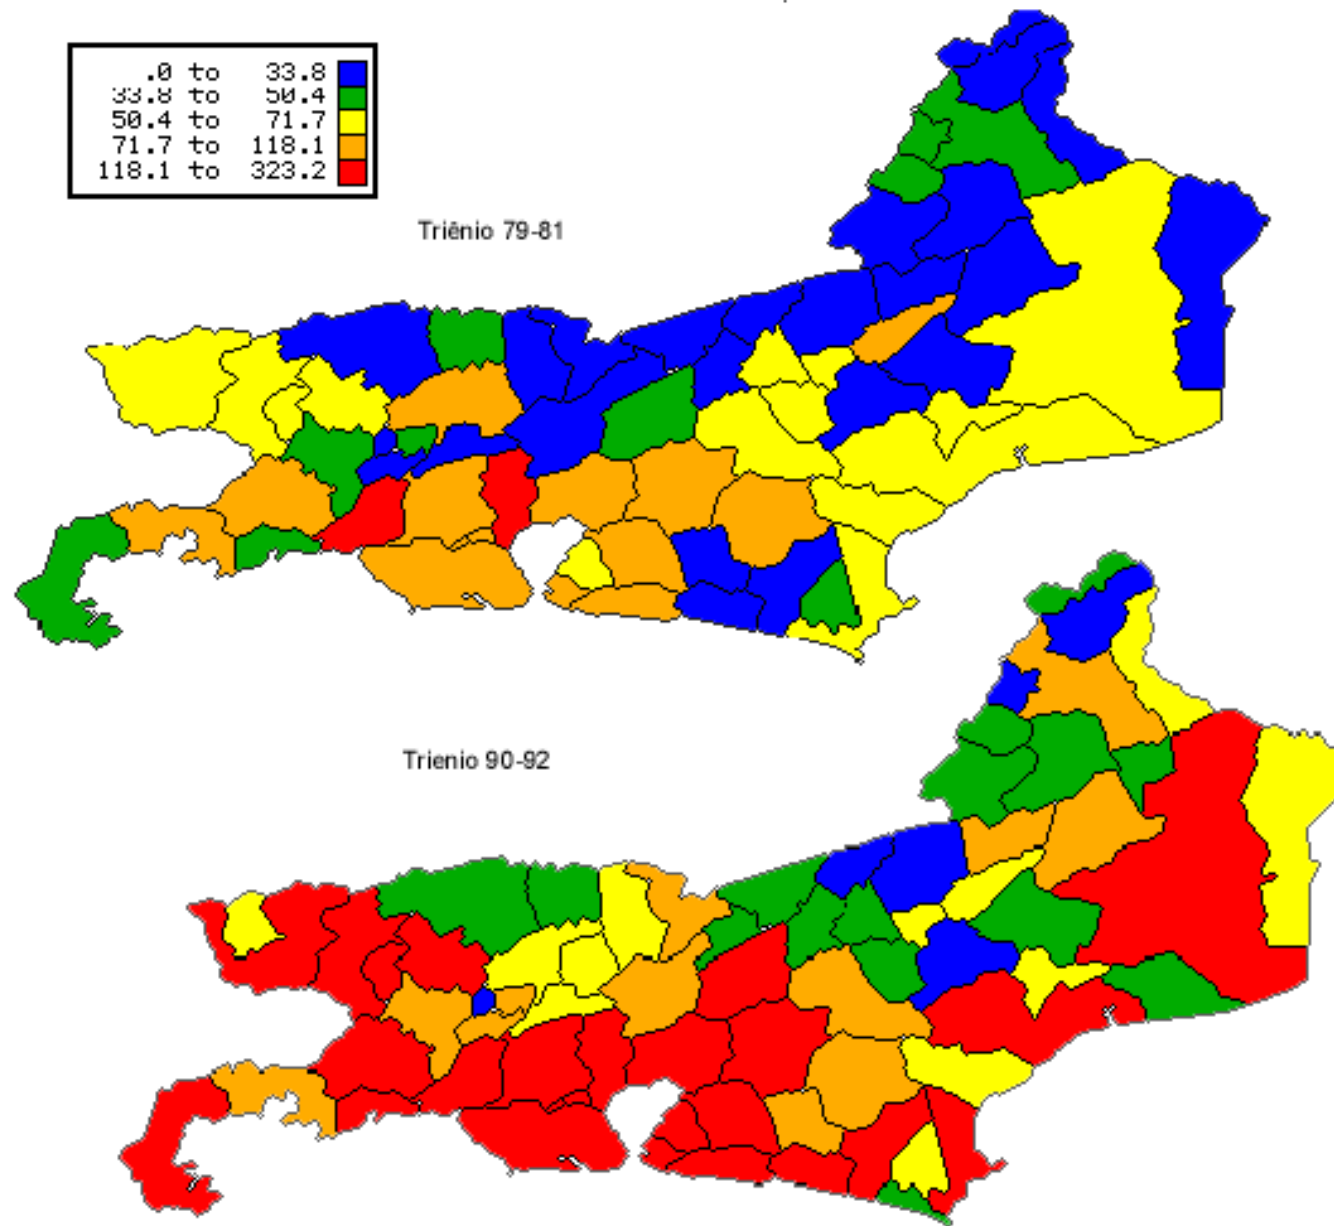 .0 to 33.8
33.8 to 50.4
50.4 to 71.7
71.7 to 118.1
118.1 to 323.2
Triênio 79-81
Trienio 90-92